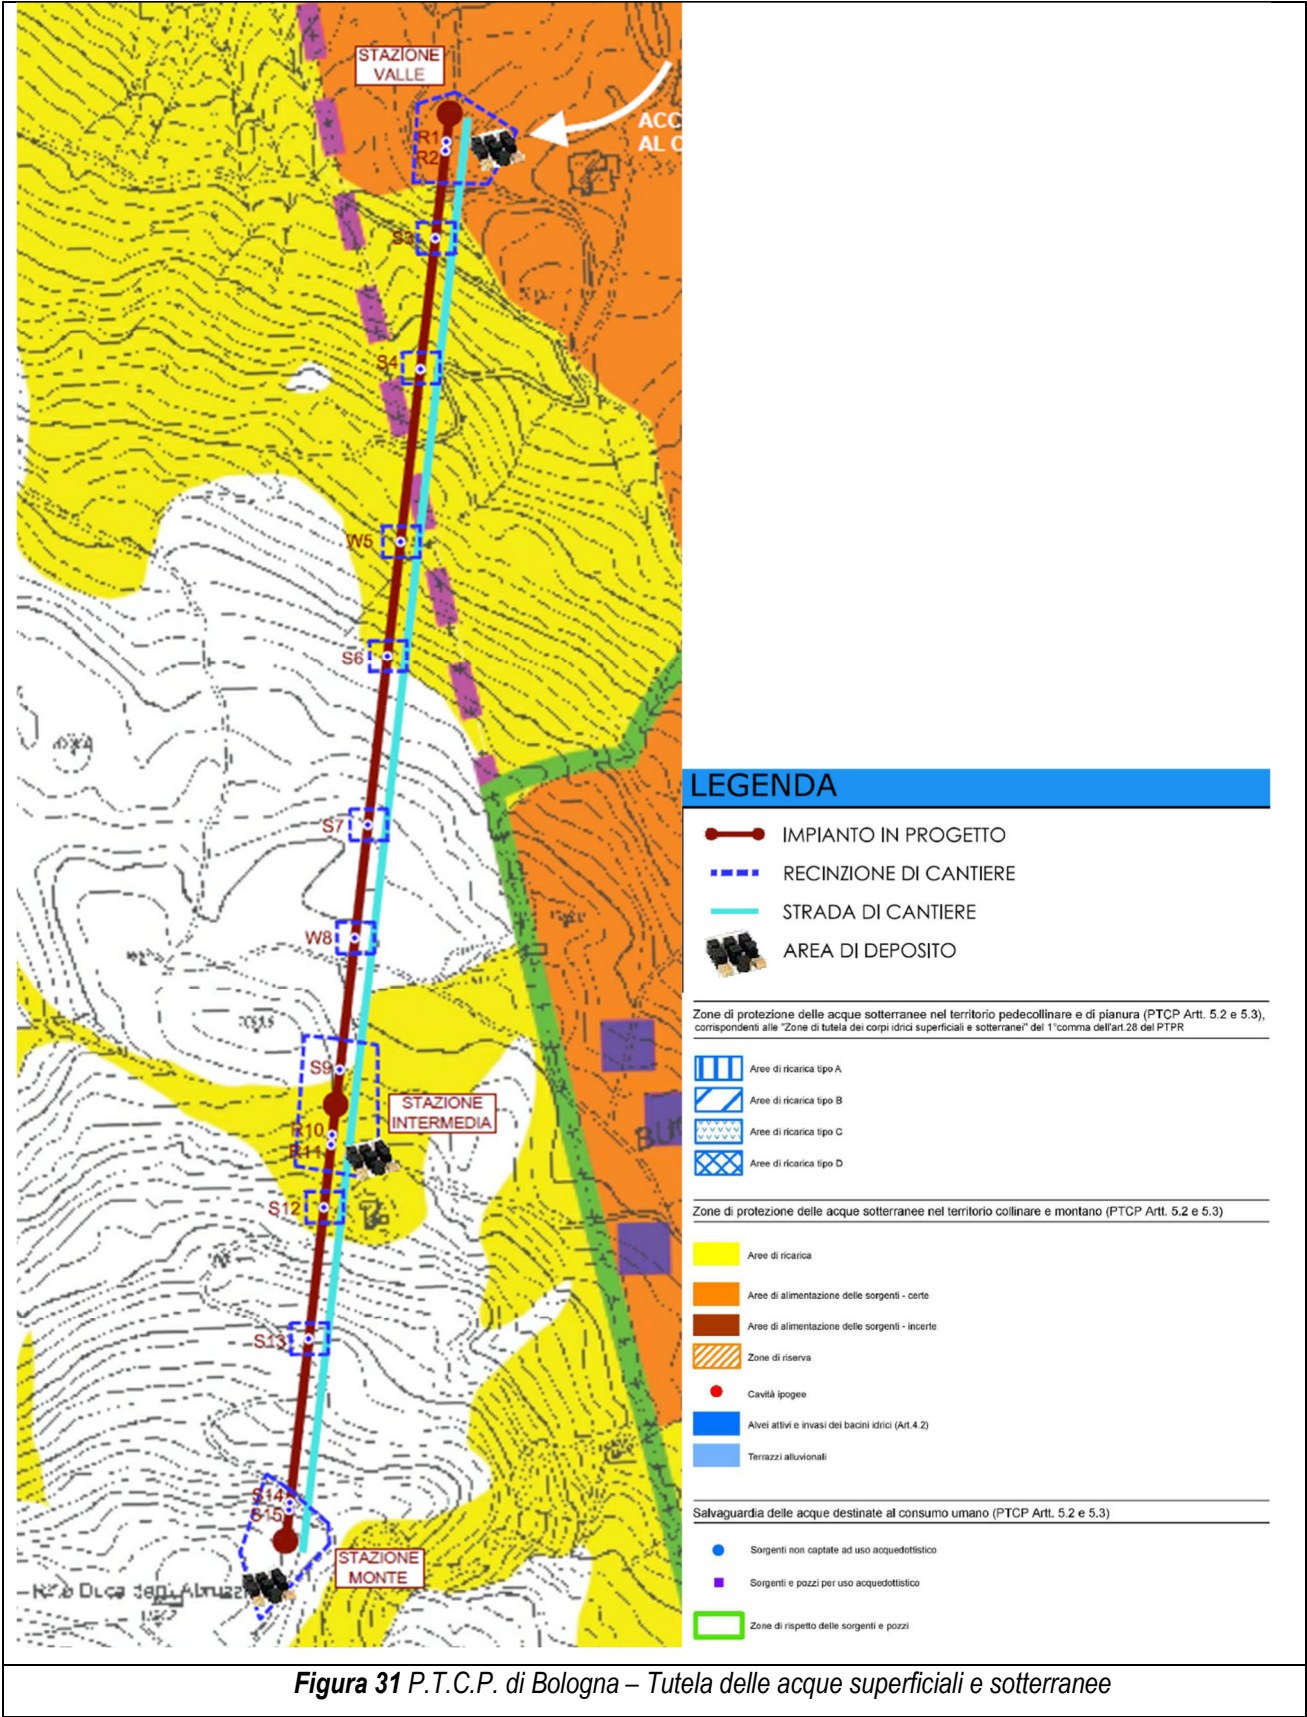 STAZIONE
VALLE
ACC
AL C
R1
R2
S3
S4
W5
S6
S7
W8
S9
STAZIONE
INTERMEDIA
R10
R11
S12
S13
S14
S15
STAZIONE
MONTE
LEGENDA
IMPIANTO IN PROGETTO
RECINZIONE DI CANTIERE
STRADA DI CANTIERE
AREA DI DEPOSITO
Zone di protezione delle acque sotterranee nel territorio pedecollinare e di pianura (PTCP Artt. 5.2 e 5.3),
corrispondenti alle "Zone di tutela dei corpi idrici superficiali e sotterranei" del 1°comma dell'art.28 del PTPR
Aree di ricarica tipo A
Aree di ricarica tipo B
Aree di ricarica tipo C
Aree di ricarica tipo D
Zone di protezione delle acque sotterranee nel territorio collinare e montano (PTCP Artt. 5.2 e 5.3)
Aree di ricarica
Aree di alimentazione delle sorgenti - certe
Aree di alimentazione delle sorgenti - incerte
Zone di riserva
Cavità ipogee
Alvei attivi e invasi dei bacini idrici (Art.4.2)
Terrazzi alluvionali
Salvaguardia delle acque destinate al consumo umano (PTCP Artt. 5.2 e 5.3)
Sorgenti non captate ad uso acquedottistico
Sorgenti e pozzi per uso acquedottistico
Zone di rispetto delle sorgenti e pozzi
Figura 31 P.T.C.P. di Bologna – Tutela delle acque superficiali e sotterranee